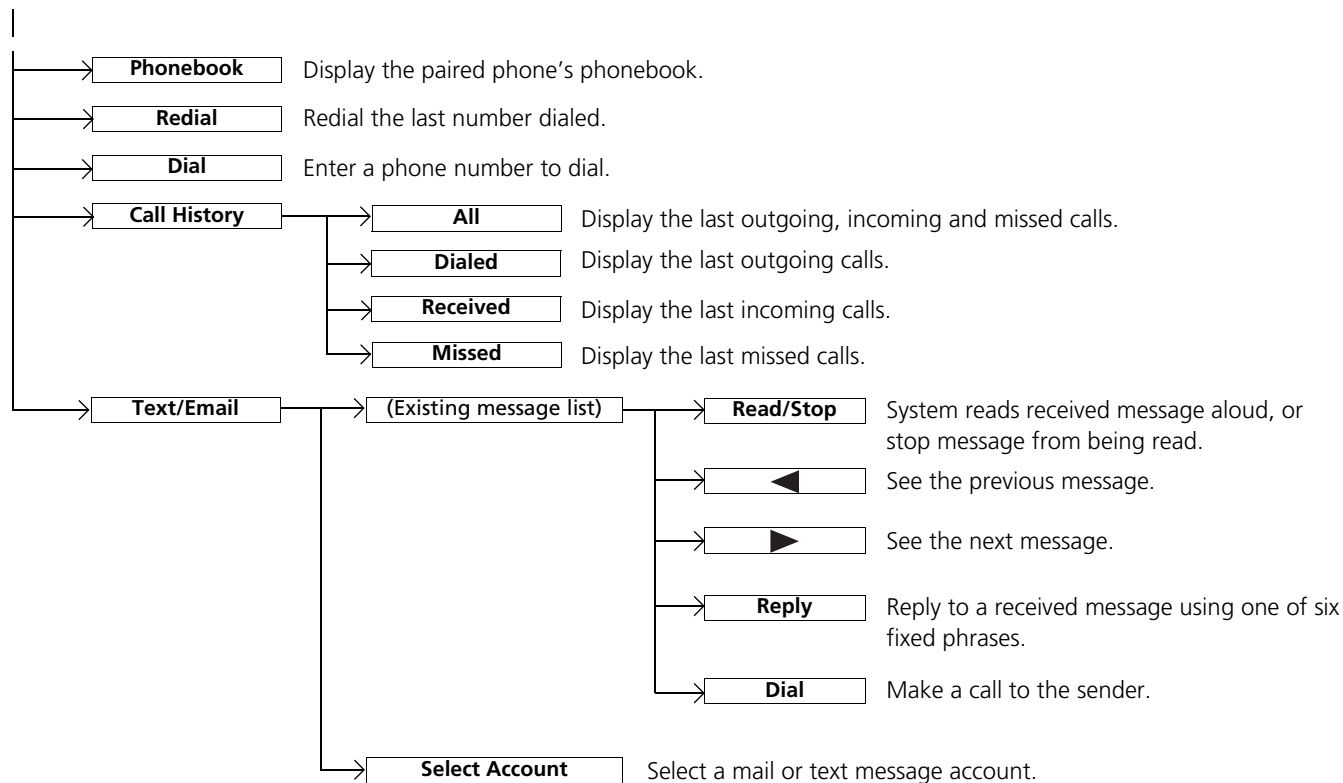 Phonebook Display the paired phone's phonebook.
Redial Redial the last number dialed.
Dial Enter a phone number to dial.
Call History All Display the last outgoing, incoming and missed calls.
Dialed Display the last outgoing calls.
Received Display the last incoming calls.
Missed Display the last missed calls.
Text/Email (Existing message list) Read/Stop System reads received message aloud, or
stop message from being read.
See the previous message.
See the next message.
Reply Reply to a received message using one of six
fixed phrases.
Dial Make a call to the sender.
Select Account Select a mail or text message account.